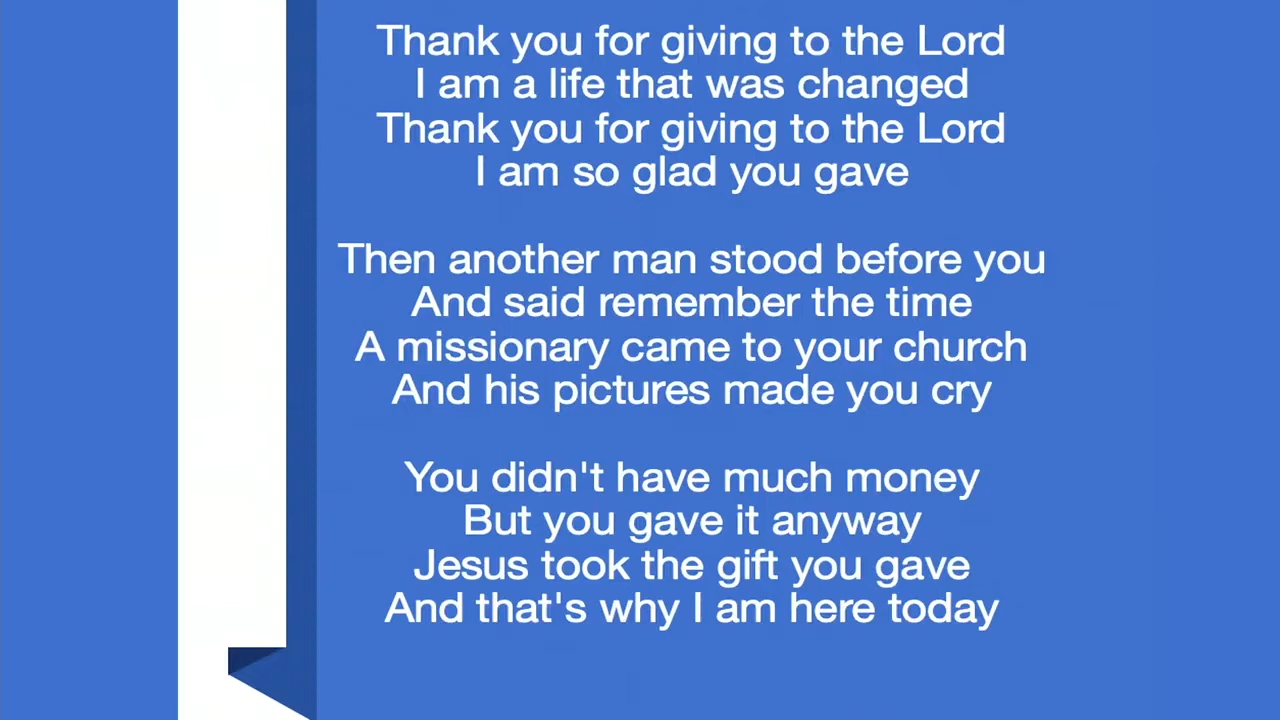 Thank you for giving to the Lord
I am a life that was changed
Thank you for giving to the Lord
I am so glad you gave
Then another man stood before you
And said remember the time
A missionary came to your church
And his pictures made you cry
You didn't have much money
But you gave it anyway
Jesus took the gift you gave
And that's why I am here today